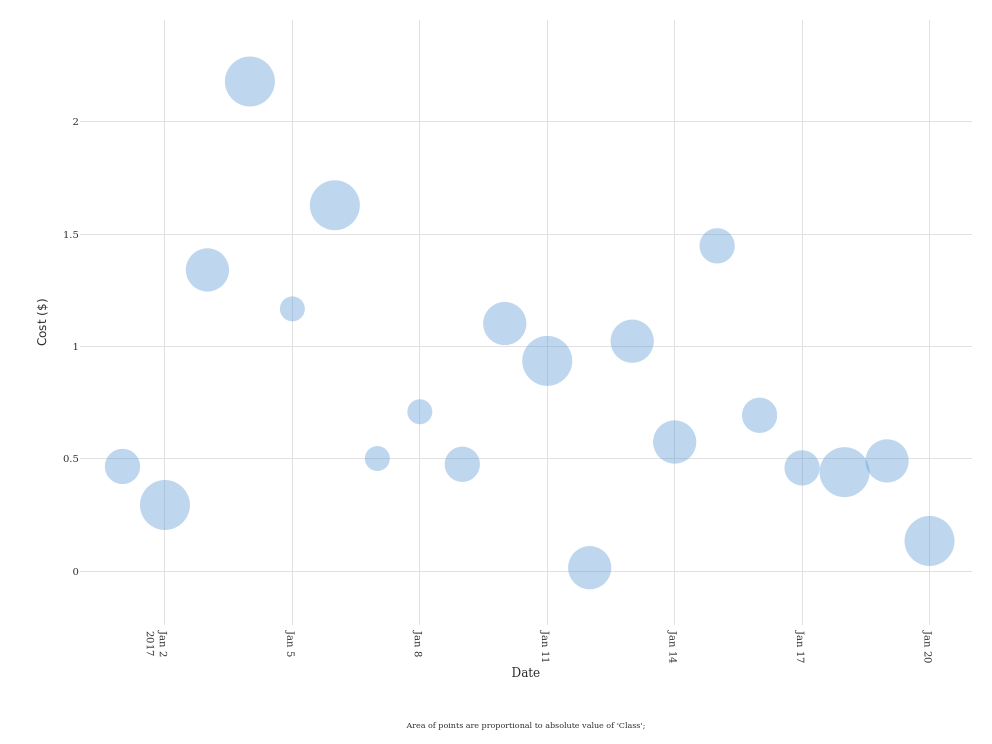 2
1.5
Cost ($)
1
0.5
0
Jan 2
2017
Jan 5
Jan 8
Jan 11
Jan 14
Jan 17
Jan 20
Date
Area of points are proportional to absolute value of 'Class';